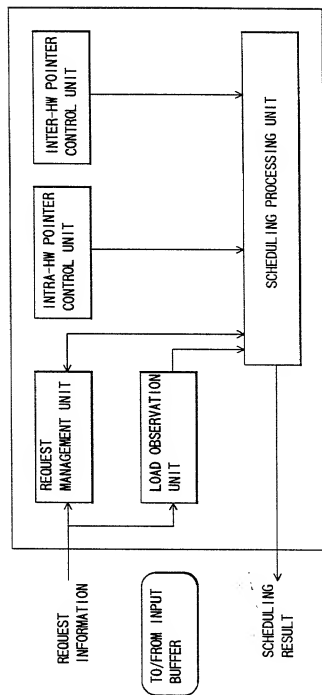 REQUEST
INFORMATION
REQUEST
MANAGEMENT UNIT
INTRA-HW POINTER
CONTROL UNIT
INTER-HW POINTER
CONTROL UNIT
TO/FROM INPUT
BUFFER
LOAD OBSERVATION
UNIT
SCHEDULING
RESULT
SCHEDULING PROCESSING UNIT